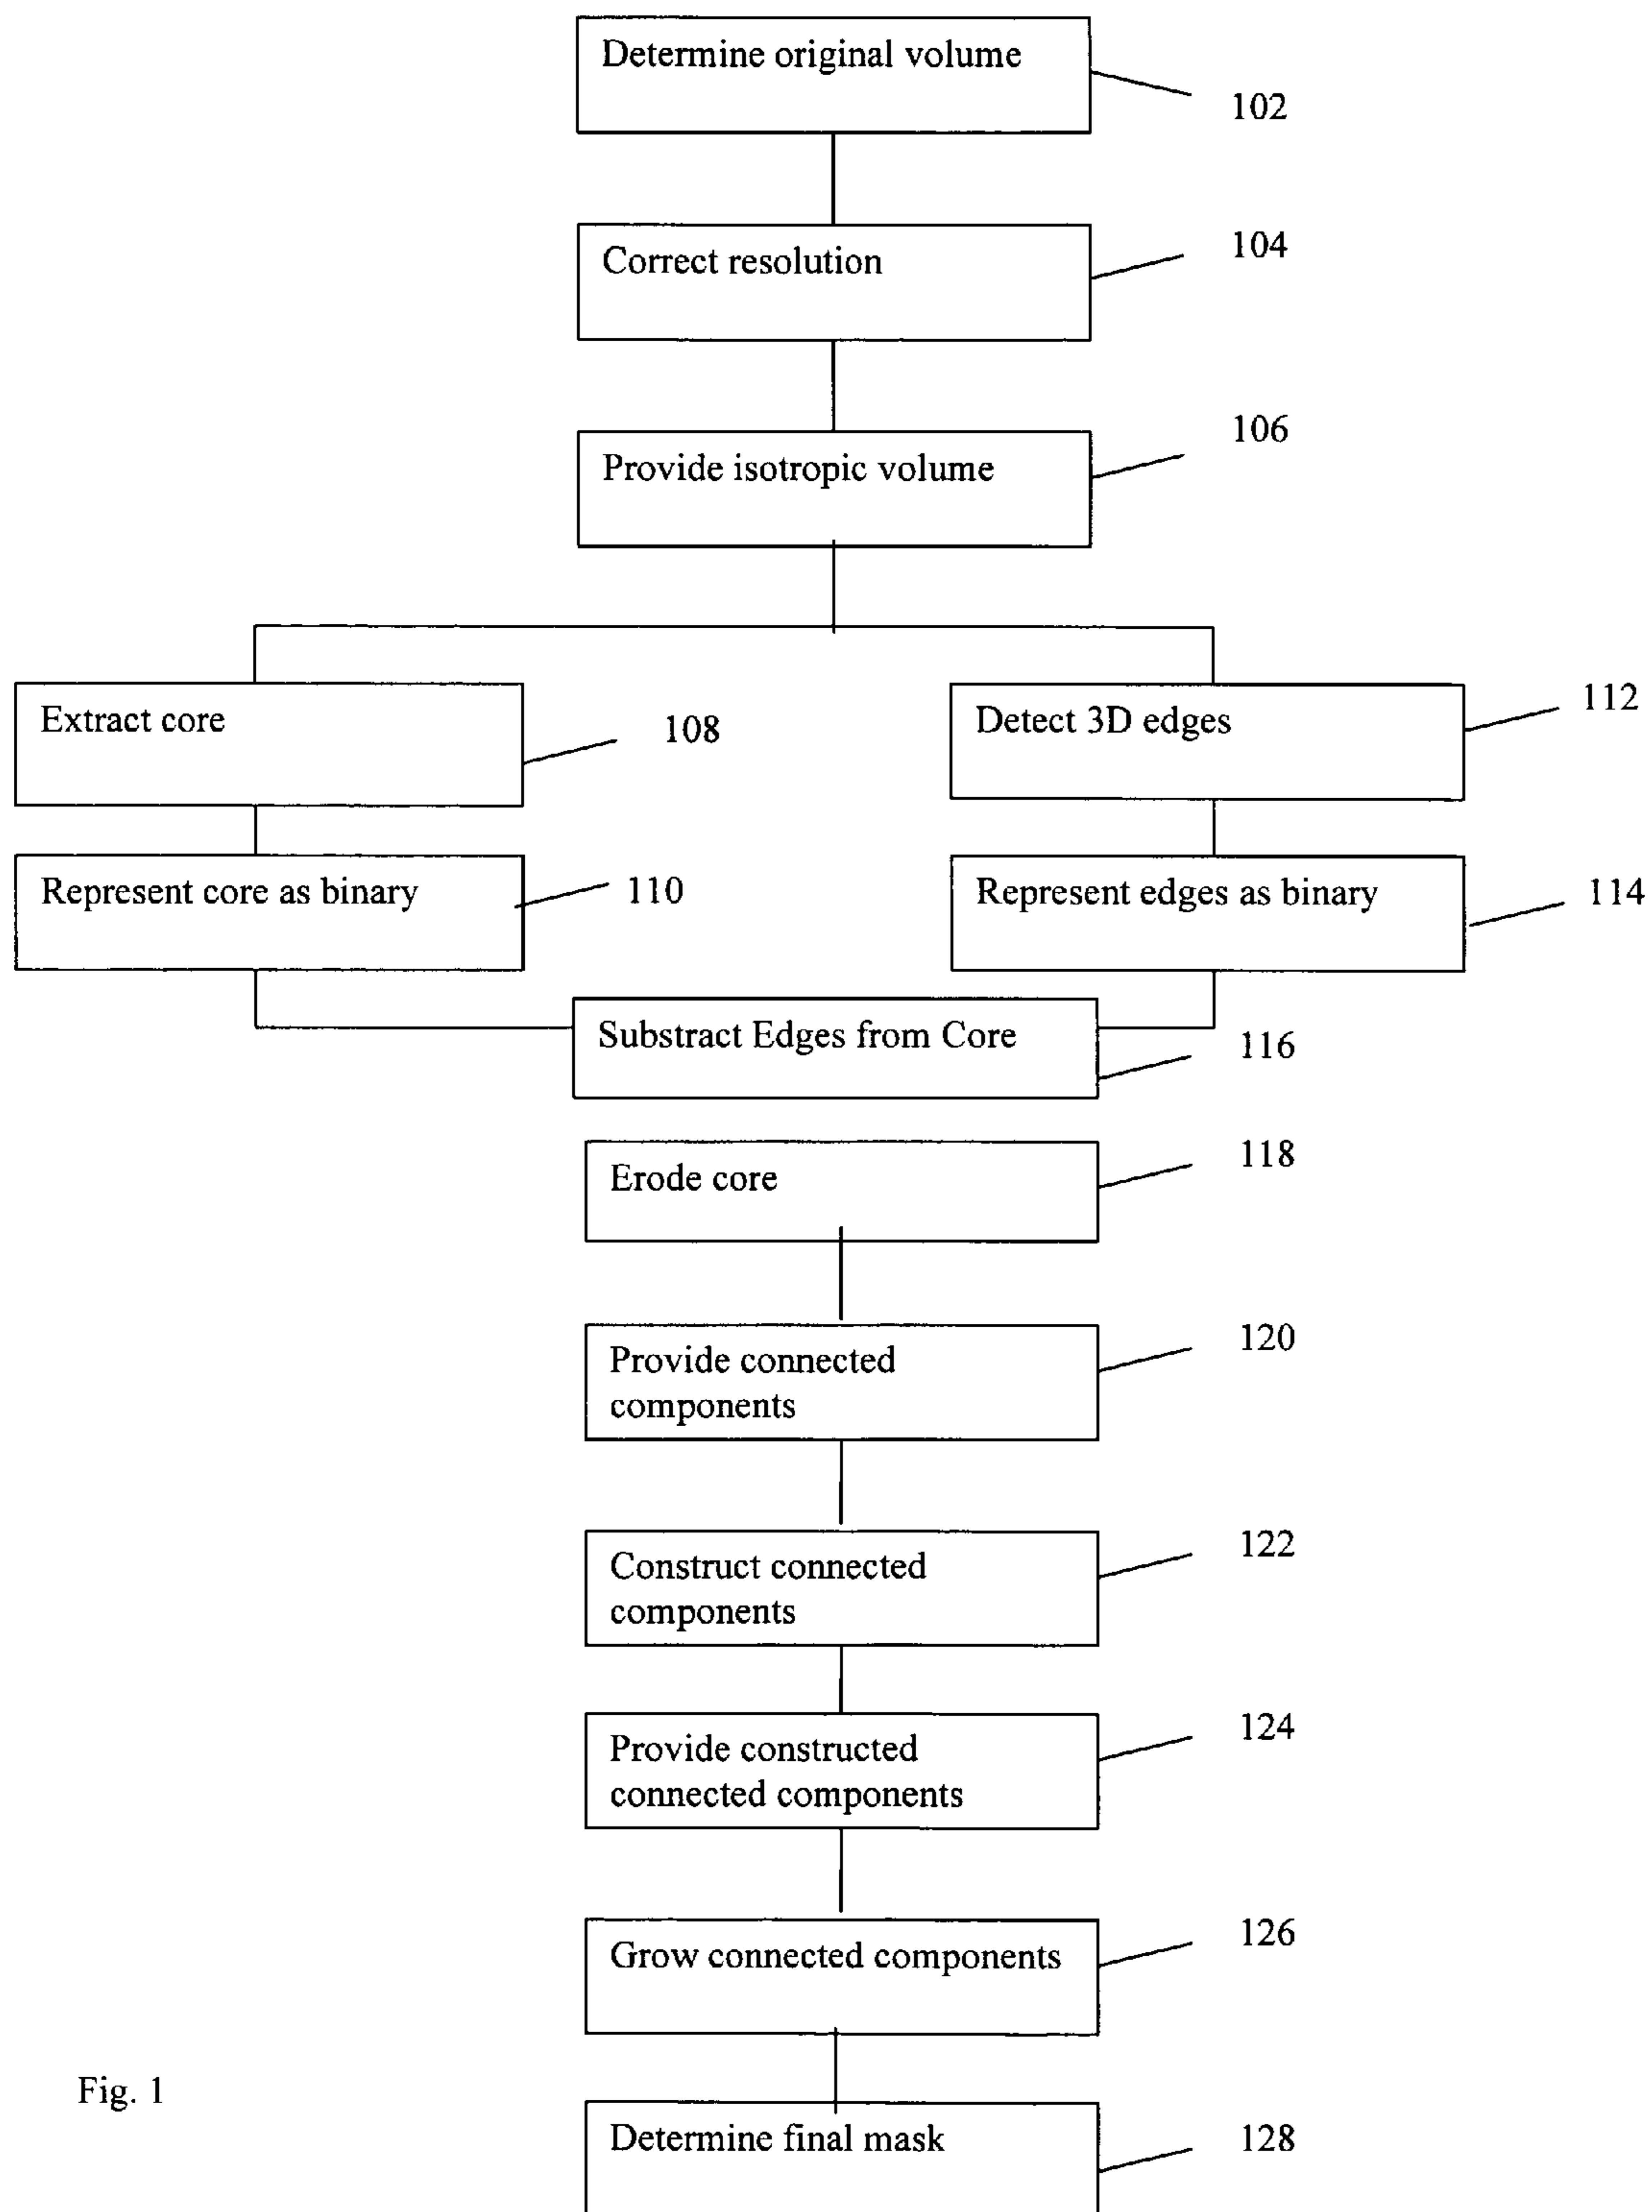 Determine original volume
102
Correct resolution
104
Provide isotropic volume
106
Extract core
108
Detect 3D edges
112
Represent core as binary
110
Represent edges as binary
114
Substract Edges from Core
116
Erode core
118
Provide connected
components
120
Construct connected
components
122
Provide constructed
connected components
124
Grow connected components
126
Fig. 1
Determine final mask
128